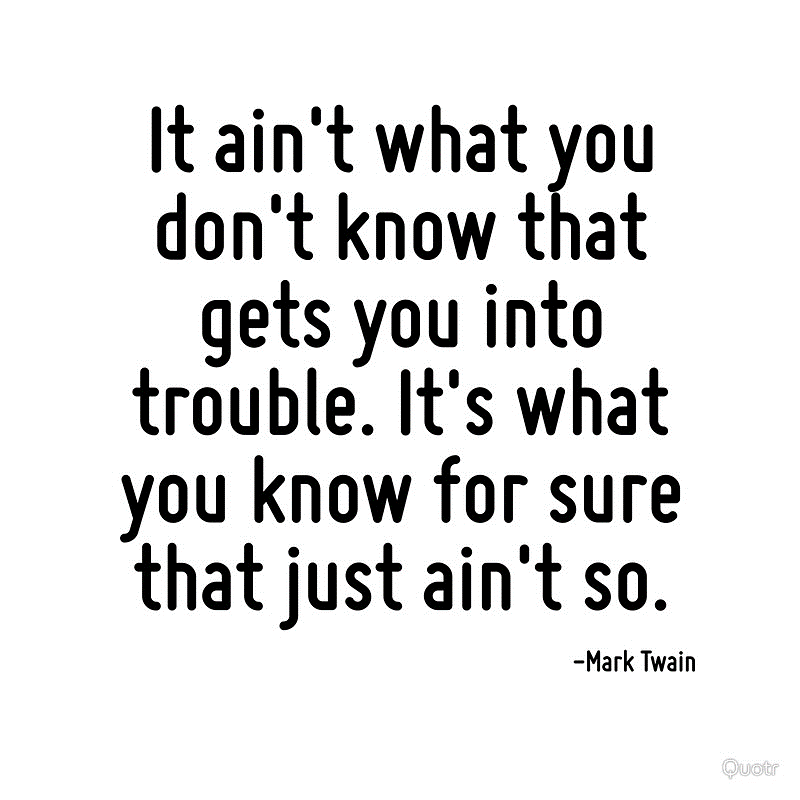 It ain't what you
don't know that
gets you into
trouble. It's what
you know for sure
that just ain't so.
-Mark Twain
Quotr